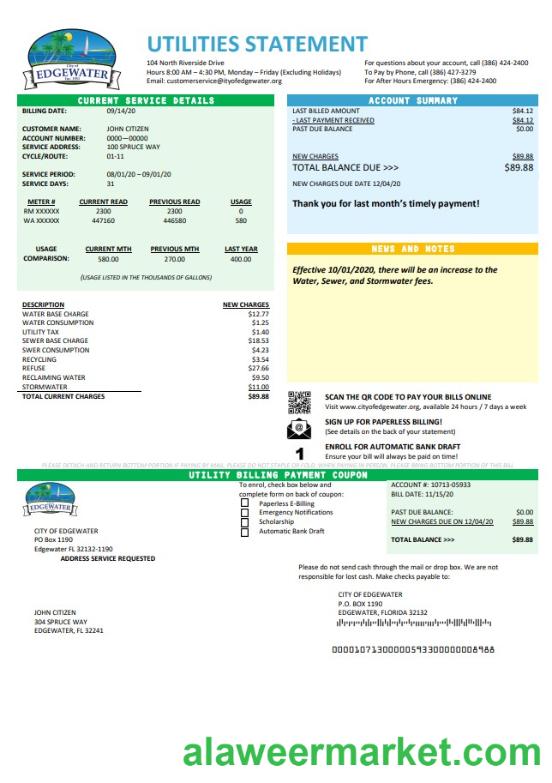 CITY OF
EDGEWATER
UTILITIES STATEMENT
104 North Riverside Drive
Hours 8:00 AM – 4:30 PM, Monday – Friday (Excluding Holidays)
Email: customerservice@cityofedgewater.org
For questions about your account, call (386) 424-2400
To Pay by Phone, call (386) 427-3279
For After Hours Emergency: (386) 424-2400
CURRENT SERVICE DETAILS
BILLING DATE: 09/14/20
CUSTOMER NAME: JOHN CITIZEN
ACCOUNT NUMBER: 0000—00000
SERVICE ADDRESS: 100 SPRUCE WAY
CYCLE/ROUTE: 01-11
SERVICE PERIOD: 08/01/20 – 09/01/20
SERVICE DAYS: 31
METER # CURRENT READ PREVIOUS READ USAGE
RM XXXXXX 2300 2300 0
WA XXXXXX 447160 446580 580
USAGE CURRENT MTH PREVIOUS MTH LAST YEAR
COMPARISON: 580.00 270.00 400.00
(USAGE LISTED IN THE THOUSANDS OF GALLONS)
DESCRIPTION NEW CHARGES
WATER BASE CHARGE $12.77
WATER CONSUMPTION $1.25
UTILITY TAX $1.40
SEWER BASE CHARGE $18.53
SWER CONSUMPTION $4.23
RECYCLING $3.54
REFUSE $27.66
RECLAIMING WATER $9.50
STORMWATER $11.00
TOTAL CURRENT CHARGES $89.88
ACCOUNT SUMMARY
LAST BILLED AMOUNT $84.12
- LAST PAYMENT RECEIVED $84.12
PAST DUE BALANCE $0.00
NEW CHARGES $89.88
TOTAL BALANCE DUE >>> $89.88
NEW CHARGES DUE DATE 12/04/20
Thank you for last month's timely payment!
NEWS AND NOTES
Effective 10/01/2020, there will be an increase to the
Water, Sewer, and Stormwater fees.
SCAN THE QR CODE TO PAY YOUR BILLS ONLINE
Visit www.cityofedgewater.org, available 24 hours / 7 days a week
SIGN UP FOR PAPERLESS BILLING!
(See details on the back of your statement)
1
ENROLL FOR AUTOMATIC BANK DRAFT
Ensure your bill will always be paid on time!
PLEASE DETACH AND RETURN BOTTOM PORTION IF PAYING BY MAIL. PLEASE DO NOT STAPLE OR FOLD. WHEN PAYING IN PERSON, PLEASE BRING BOTTOM PORTION OF THIS BILL
UTILITY BILLING PAYMENT COUPON
CITY OF
EDGEWATER
To enrol, check box below and
complete form on back of coupon:
Paperless E-Billing
Emergency Notifications
Scholarship
Automatic Bank Draft
ACCOUNT #: 10713-05933
BILL DATE: 11/15/20
PAST DUE BALANCE: $0.00
NEW CHARGES DUE ON 12/04/20 $89.88
TOTAL BALANCE >>> $89.88
CITY OF EDGEWATER
PO Box 1190
Edgewater FL 32132-1190
ADDRESS SERVICE REQUESTED
Please do not send cash through the mail or drop box. We are not
responsible for lost cash. Make checks payable to:
CITY OF EDGEWATER
P.O. BOX 1190
EDGEWATER, FLORIDA 32132
JOHN CITIZEN
304 SPRUCE WAY
EDGEWATER, FL 32241
alaweermarket.com